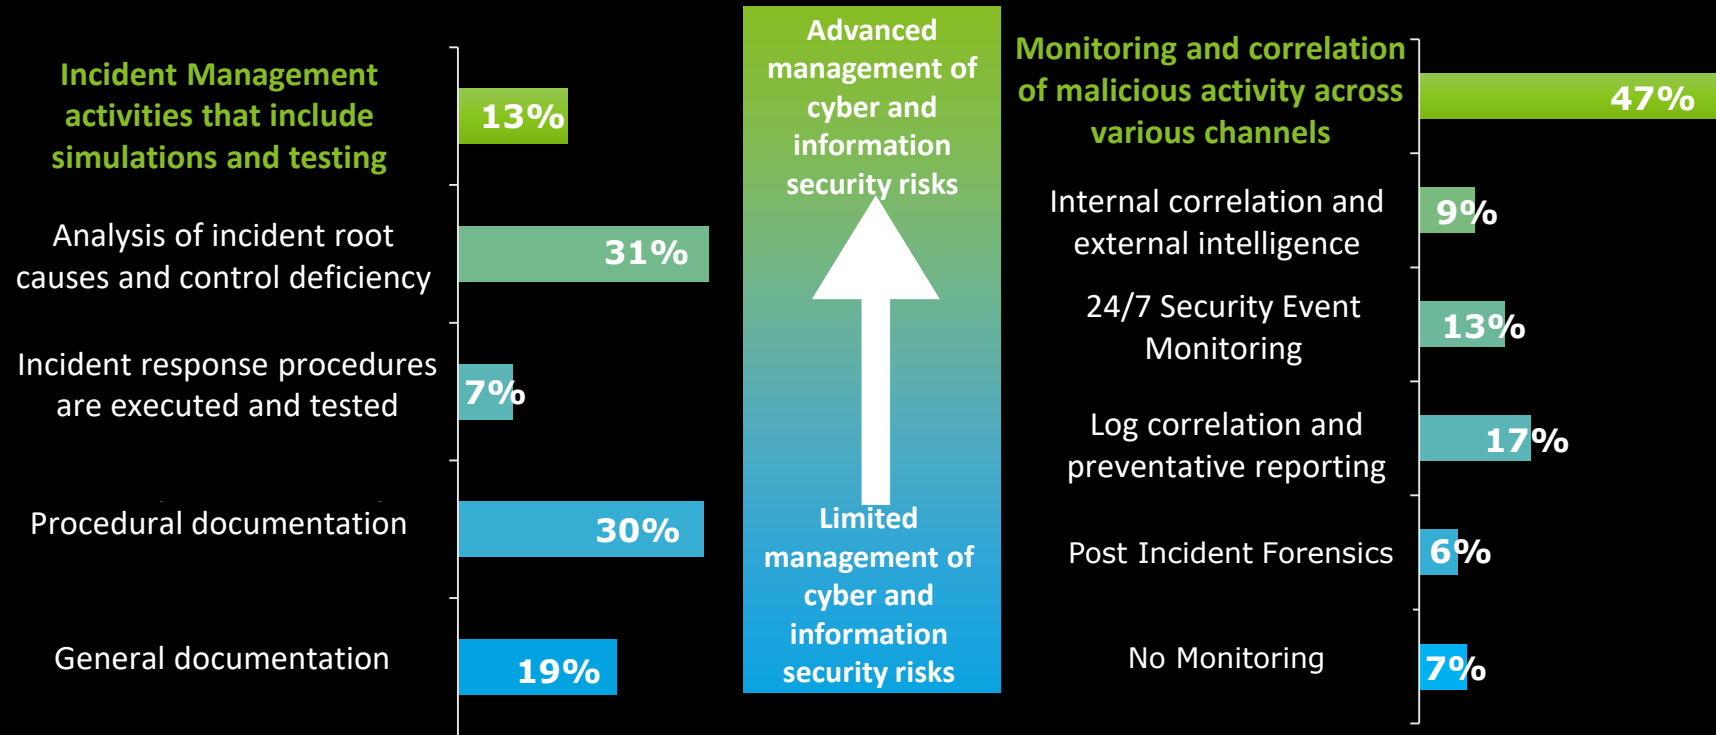 Incident Management
activities that include
simulations and testing
13%
Analysis of incident root
causes and control deficiency
31%
Incident response procedures
are executed and tested
7%
Procedural documentation
30%
General documentation
19%
Advanced
management of
cyber and
information
security risks
Limited
management of
cyber and
information
security risks
Monitoring and correlation
of malicious activity across
various channels
47%
Internal correlation and
external intelligence
9%
24/7 Security Event
Monitoring
13%
Log correlation and
preventative reporting
17%
Post Incident Forensics
6%
No Monitoring
7%